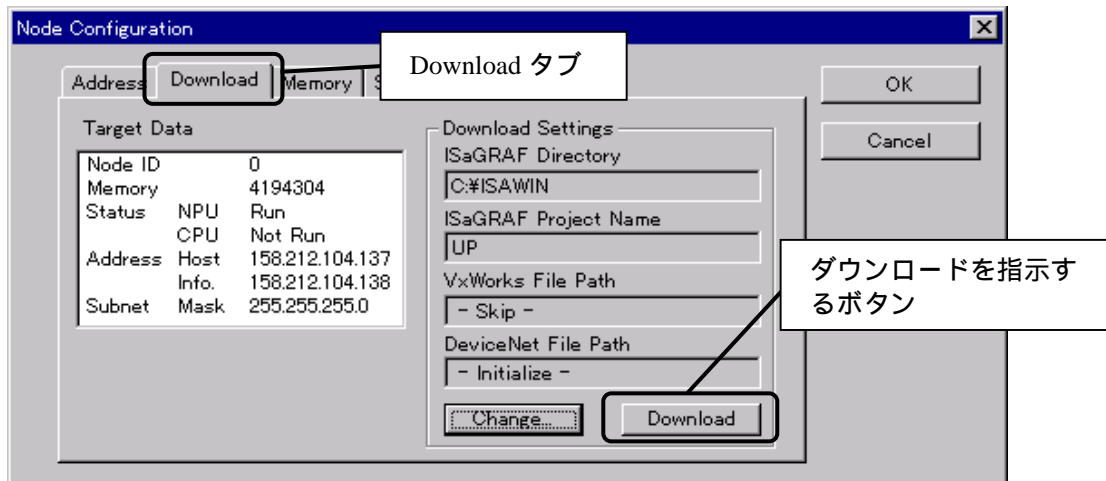 Node Configuration
Download タブ
Address Download Memory
OK
Cancel
Target Data
Node ID 0
Memory 4194304
Status NPU Run
CPU Not Run
Address Host 158.212.104.137
Info. 158.212.104.138
Subnet Mask 255.255.255.0
Download Settings
ISaGRAF Directory
C:¥ISAWIN
ISaGRAF Project Name
UP
VxWorks File Path
- Skip -
DeviceNet File Path
- Initialize -
Change... Download
ダウンロードを指示す
るボタン